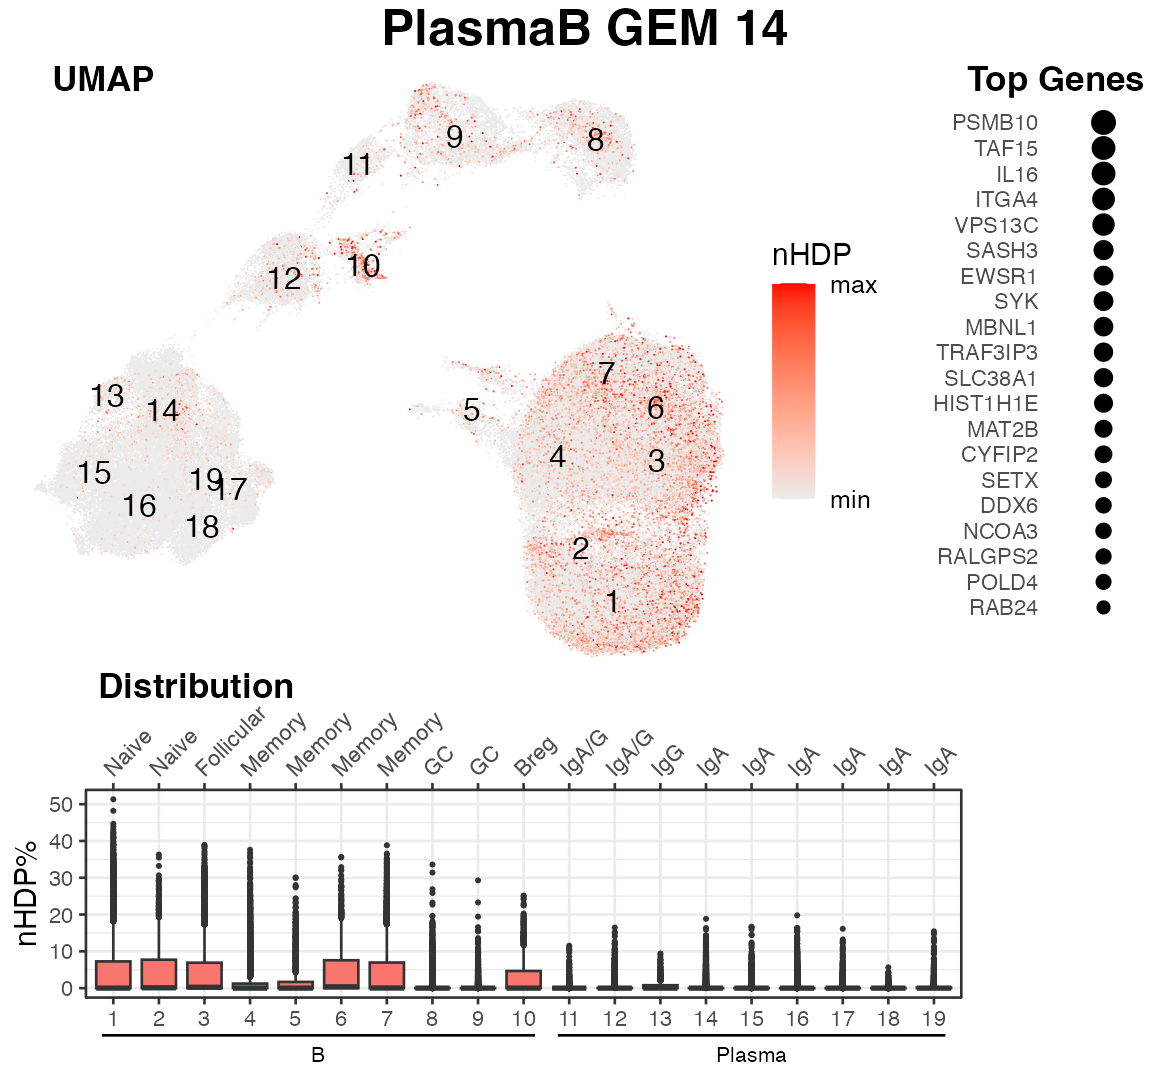 PlasmaB GEM 14
UMAP
Top Genes
9
8
11
10
12
7
6
5
4
3
13
14
15
19
17
16
18
2
1
nHDP
max
min
PSMB10
TAF15
IL16
ITGA4
VPS13C
SASH3
EWSR1
SYK
MBNL1
TRAF3IP3
SLC38A1
HIST1H1E
MAT2B
CYFIP2
SETX
DDX6
NCOA3
RALGPS2
POLD4
RAB24
Distribution
Naive Naive Follicular Memory Memory Memory Memory GC GC Breg IgA/G IgA/G IgG IgA IgA IgA IgA IgA IgA
nHDP%
50
40
30
20
10
0
1 2 3 4 5 6 7 8 9 10 11 12 13 14 15 16 17 18 19
B Plasma